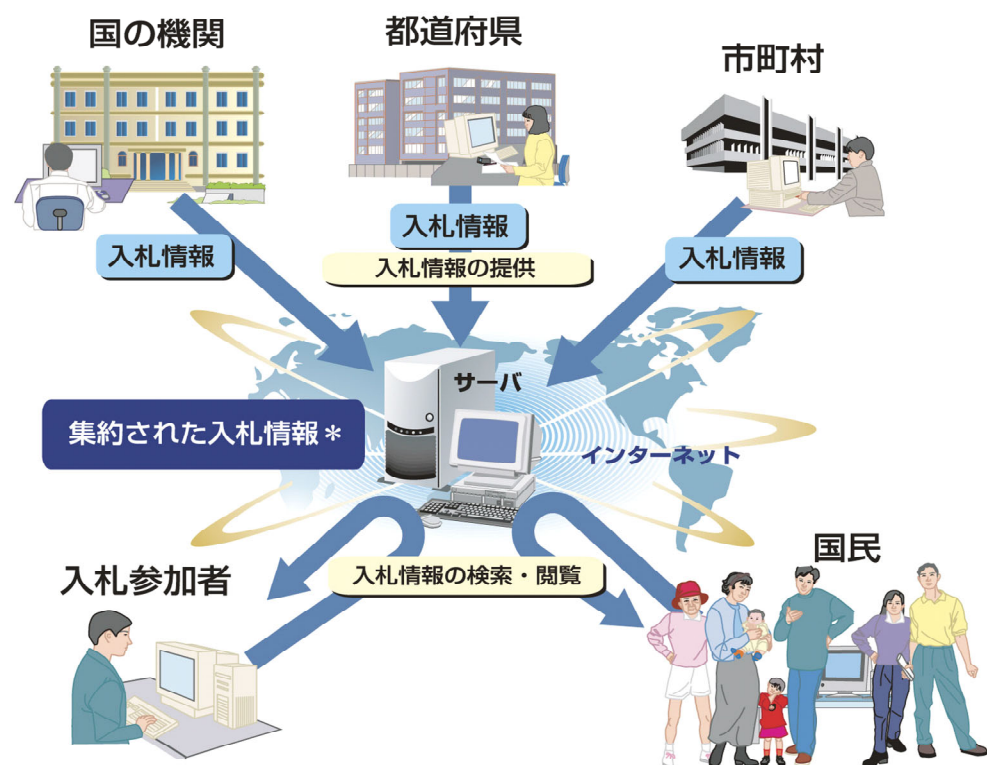 国の機関
都道府県
市町村
入札情報
入札情報
入札情報
入札情報の提供
サーバ
集約された入札情報＊
インターネット
入札情報の検索・閲覧
入札参加者
国民